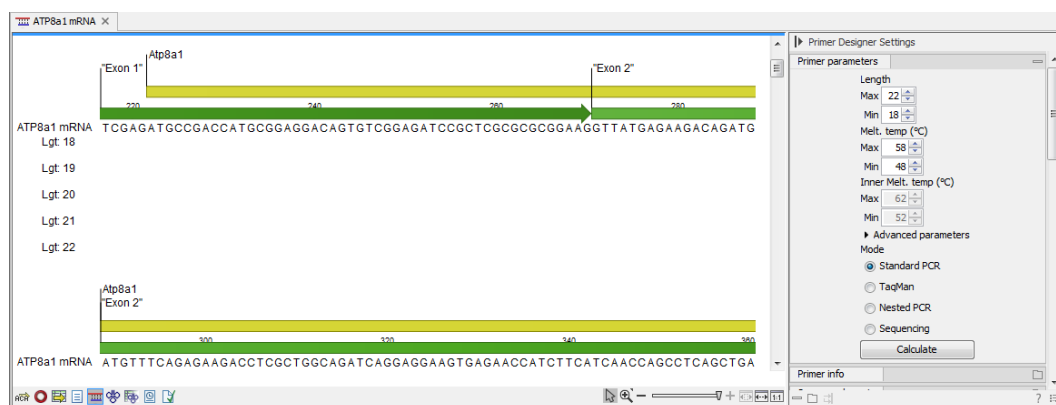 ATP8a1 mRNA
Primer Designer Settings
Primer parameters
Length
Max 22
Min 18
Melt. temp (°C)
Max 58
Min 48
Inner Melt. temp (°C)
Max 62
Min 52
Advanced parameters
Mode
Standard PCR
TaqMan
Nested PCR
Sequencing
Calculate
Primer info
Atp8a1
"Exon 1"
"Exon 2"
220 240 260 280
ATP8a1 mRNA TCGAGATGCCGACCATGCGGAGGACAGTGTCGGAGATCCGCTCGCGCGCGGAAGGTTATGAGAAGACAGATG
Lgt: 18
Lgt: 19
Lgt: 20
Lgt: 21
Lgt: 22
Atp8a1
"Exon 2"
300 320 340 360
ATP8a1 mRNA ATGTTTCAGAGAAGACCTCGCTGGCAGATCAGGAGGAAGTGAGAACCATCTTCATCAACCAGCCTCAGCTGA
1:1
?